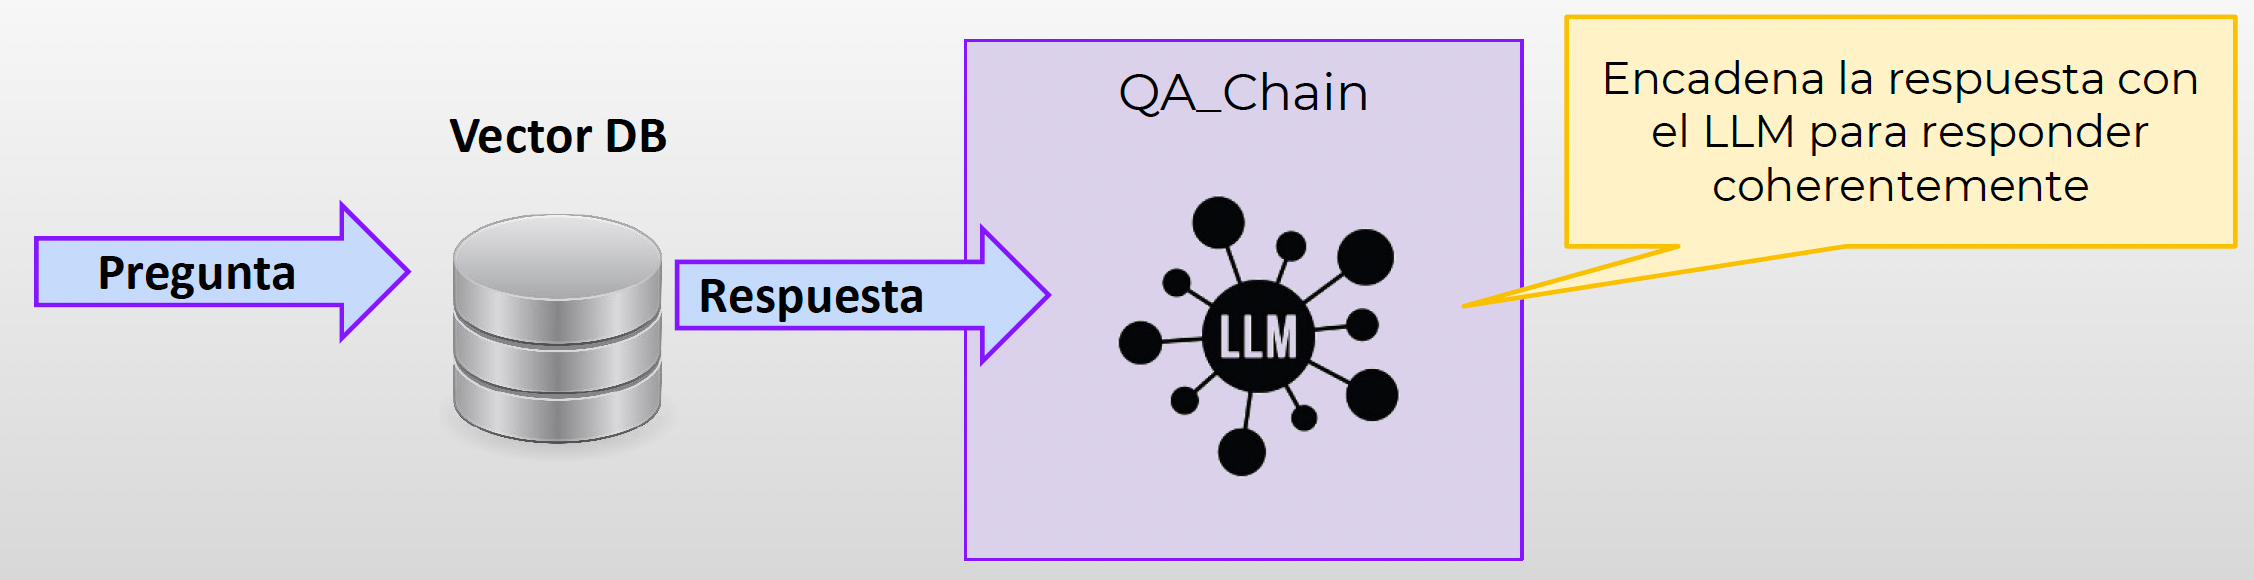 Pregunta
Vector DB
Respuesta
QA_Chain
LLM
Encadena la respuesta con
el LLM para responder
coherentemente